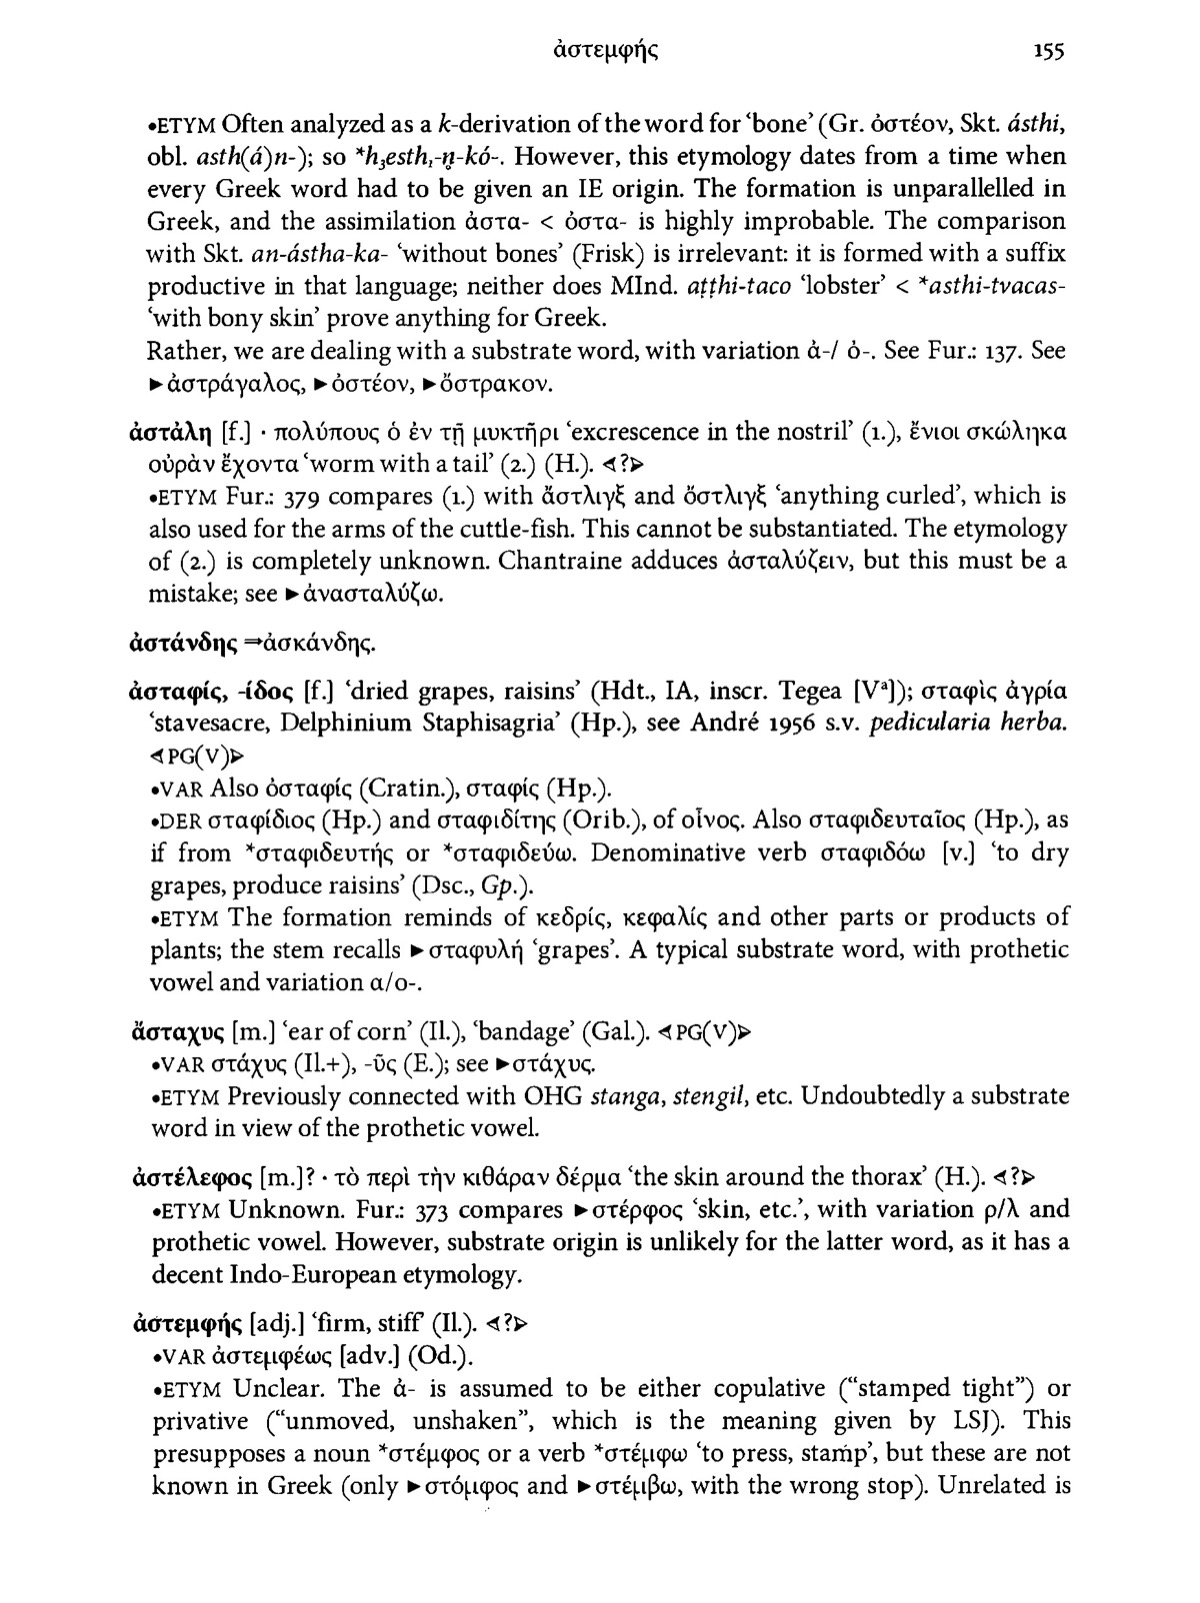 ἀστεμφής 155
•ETYM Often analyzed as a k-derivation of the word for ‘bone’ (Gr. ὀστέον, Skt. ásthi,
obl. asth(á)n-); so *h₃esth₁-n̥-kó-. However, this etymology dates from a time when
every Greek word had to be given an IE origin. The formation is unparallelled in
Greek, and the assimilation ἀστα- < ὀστα- is highly improbable. The comparison
with Skt. an-ástha-ka- ‘without bones’ (Frisk) is irrelevant: it is formed with a suffix
productive in that language; neither does MInd. aṭṭhi-taco ‘lobster’ < *asthi-tvacas-
‘with bony skin’ prove anything for Greek.
Rather, we are dealing with a substrate word, with variation ἀ-/ ὀ-. See Fur.: 137. See
►ἀστράγαλος, ►ὀστέον, ►ὄστρακον.
ἀστάλη [f.] · πολύπους ὁ ἐν τῇ μυκτῆρι ‘excrescence in the nostril’ (1.), ἔνιοι σκώληκα
οὐρὰν ἔχοντα ‘worm with a tail’ (2.) (H.). ⊲?⊳
•ETYM Fur.: 379 compares (1.) with ἄστλιγξ and ὄστλιγξ ‘anything curled’, which is
also used for the arms of the cuttle-fish. This cannot be substantiated. The etymology
of (2.) is completely unknown. Chantraine adduces ἀσταλύζειν, but this must be a
mistake; see ►ἀνασταλύζω.
ἀστάνδης ⇒ἀσκάνδης.
ἀσταφίς, -ίδος [f.] ‘dried grapes, raisins’ (Hdt., IA, inscr. Tegea [Vᵃ]); σταφὶς ἀγρία
‘stavesacre, Delphinium Staphisagria’ (Hp.), see André 1956 s.v. pedicularia herba.
⊲PG(V)⊳
•VAR Also ὀσταφίς (Cratin.), σταφίς (Hp.).
•DER σταφίδιος (Hp.) and σταφιδίτης (Orib.), of οἶνος. Also σταφιδευταῖος (Hp.), as
if from *σταφιδευτής or *σταφιδεύω. Denominative verb σταφιδόω [v.] ‘to dry
grapes, produce raisins’ (Dsc., Gp.).
•ETYM The formation reminds of κεδρίς, κεφαλίς and other parts or products of
plants; the stem recalls ►σταφυλή ‘grapes’. A typical substrate word, with prothetic
vowel and variation α/ο-.
ἄσταχυς [m.] ‘ear of corn’ (Il.), ‘bandage’ (Gal.). ⊲PG(V)⊳
•VAR στάχυς (Il.+), -ῦς (E.); see ►στάχυς.
•ETYM Previously connected with OHG stanga, stengil, etc. Undoubtedly a substrate
word in view of the prothetic vowel.
ἀστέλεφος [m.]? · τὸ περὶ τὴν κιθάραν δέρμα ‘the skin around the thorax’ (H.). ⊲?⊳
•ETYM Unknown. Fur.: 373 compares ►στέρφος ‘skin, etc.’, with variation ρ/λ and
prothetic vowel. However, substrate origin is unlikely for the latter word, as it has a
decent Indo-European etymology.
ἀστεμφής [adj.] ‘firm, stiff’ (Il.). ⊲?⊳
•VAR ἀστεμφέως [adv.] (Od.).
•ETYM Unclear. The ἀ- is assumed to be either copulative (“stamped tight”) or
privative (“unmoved, unshaken”, which is the meaning given by LSJ). This
presupposes a noun *στέμφος or a verb *στέμφω ‘to press, stamp’, but these are not
known in Greek (only ►στόμφος and ►στέμβω, with the wrong stop). Unrelated is